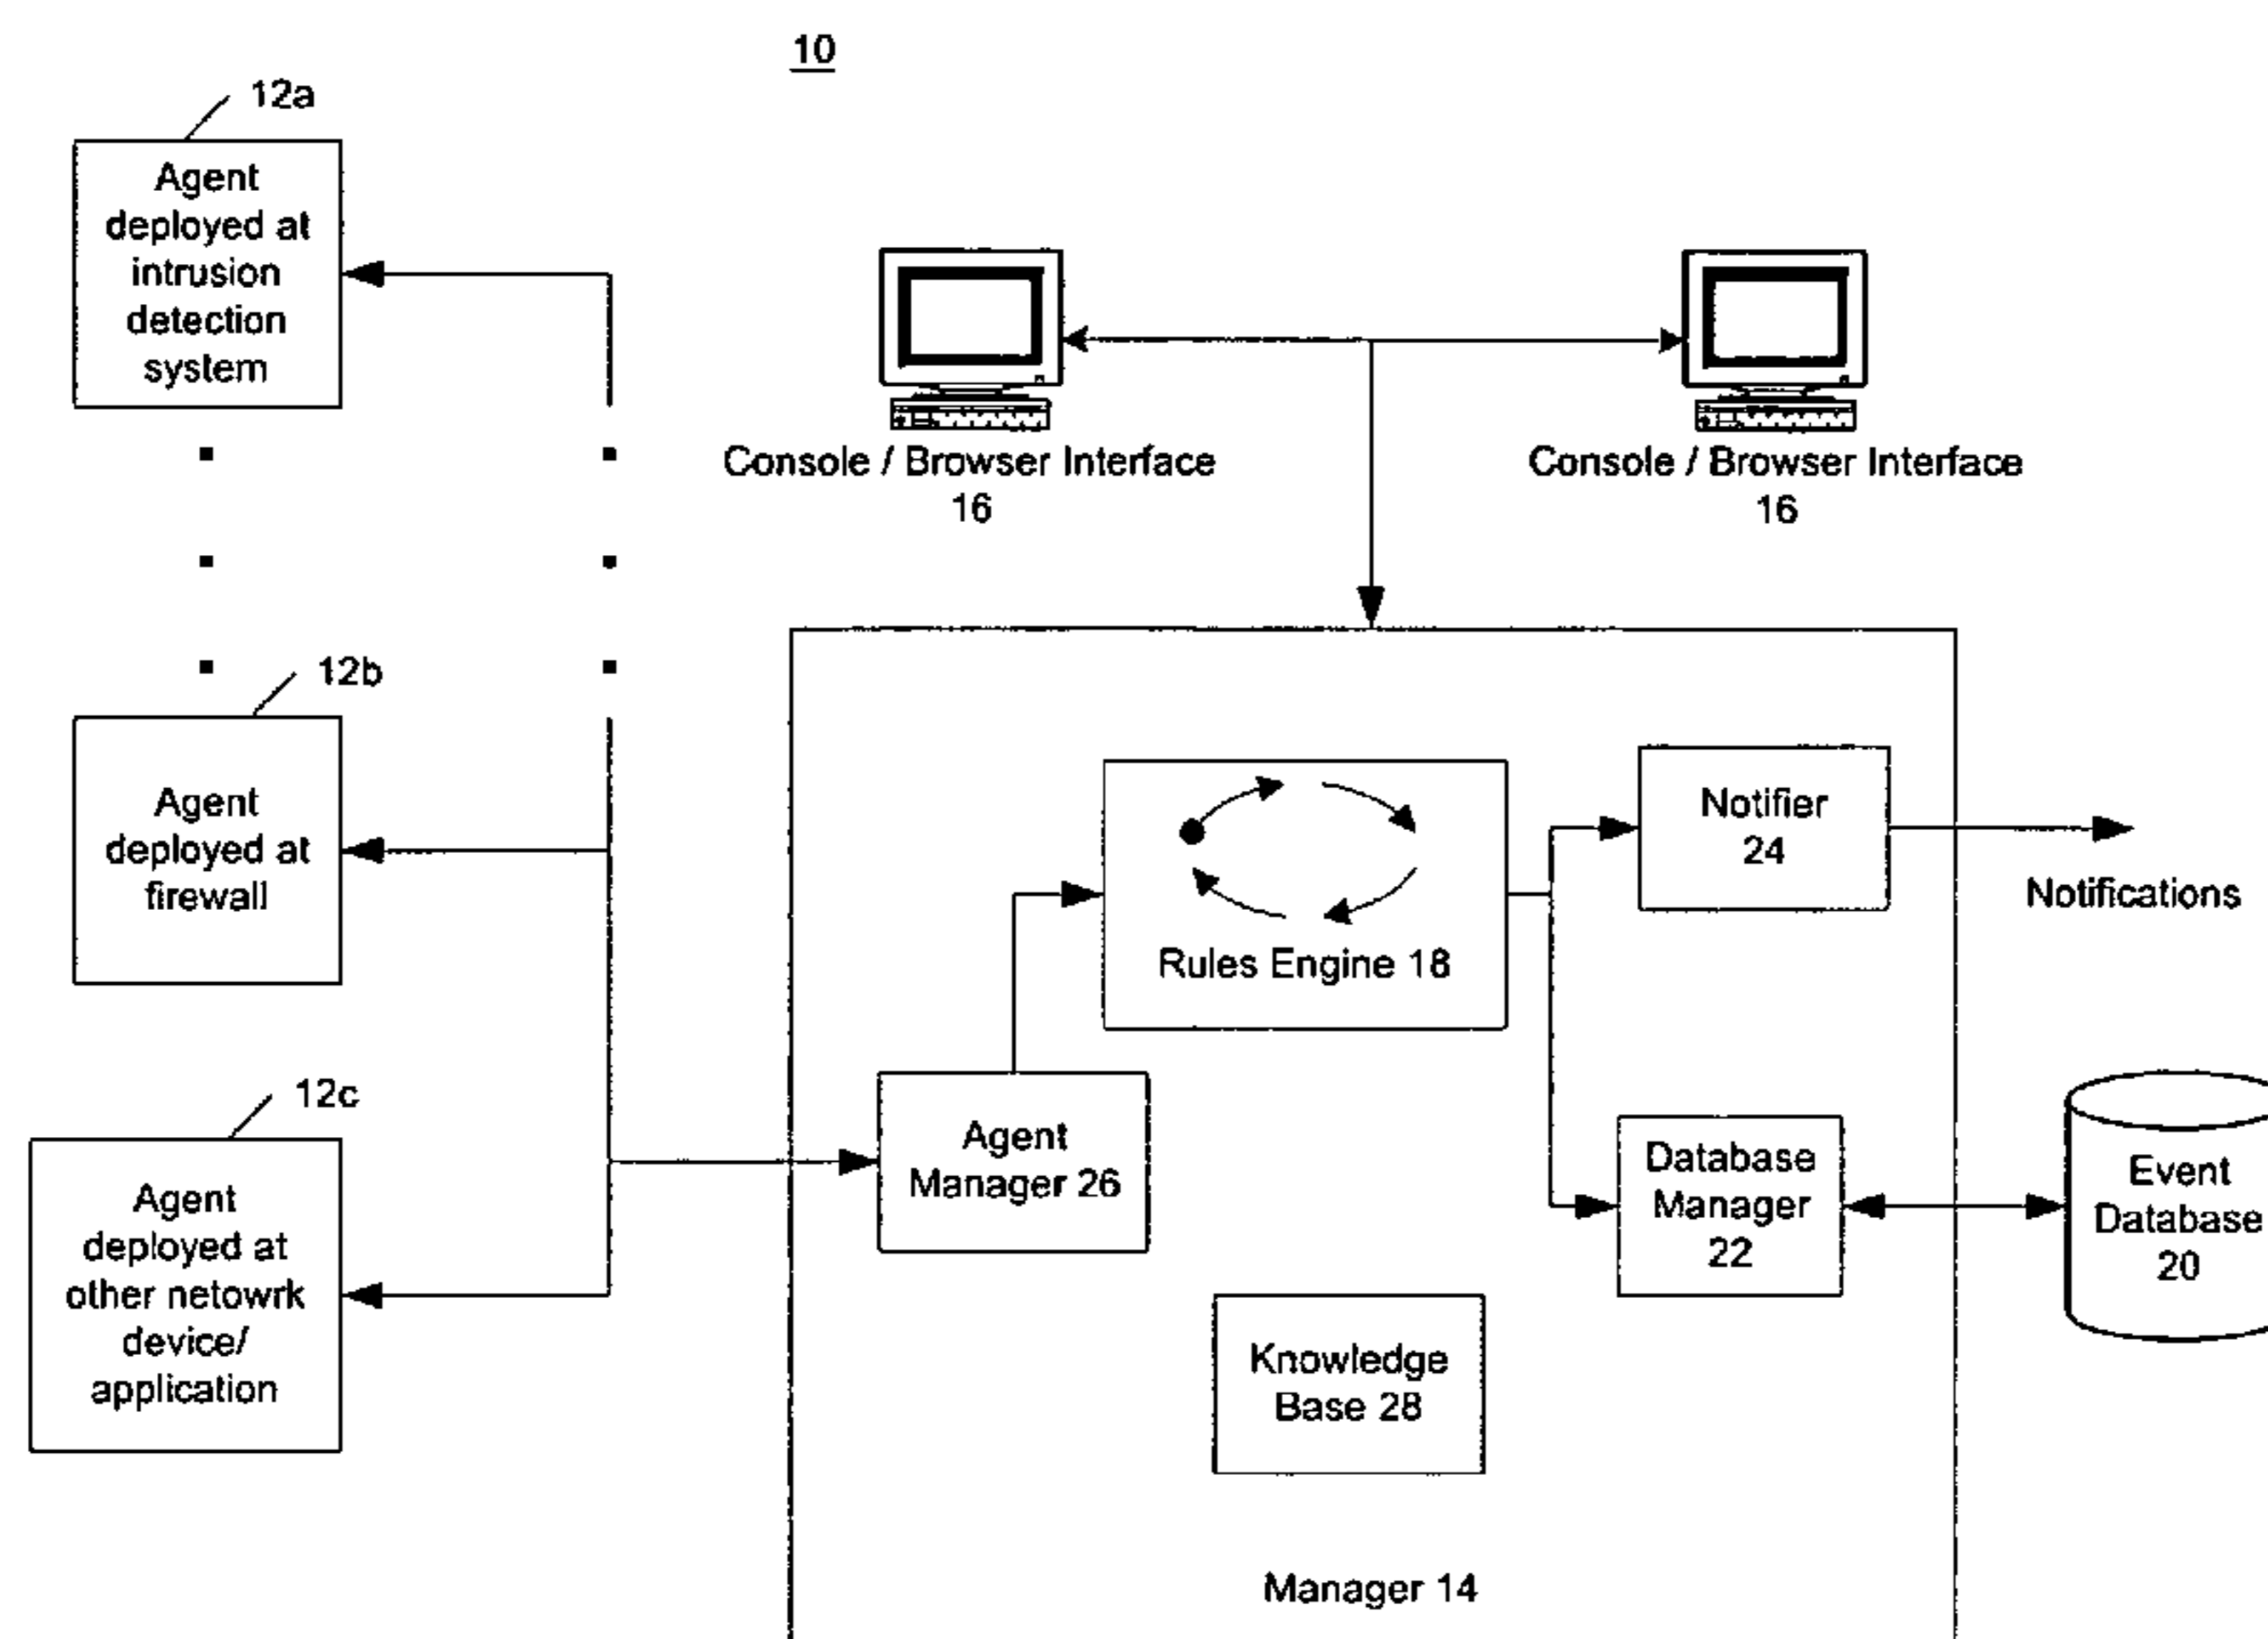 10
12a
Agent
deployed at
intrusion
detection
system
Console / Browser Interface
16
Console / Browser Interface
16
12b
Agent
deployed at
firewall
Notifier
24
Notifications
Rules Engine 18
12c
Agent
deployed at
other netowrk
device/
application
Agent
Manager 26
Database
Manager
22
Event
Database
20
Knowledge
Base 28
Manager 14